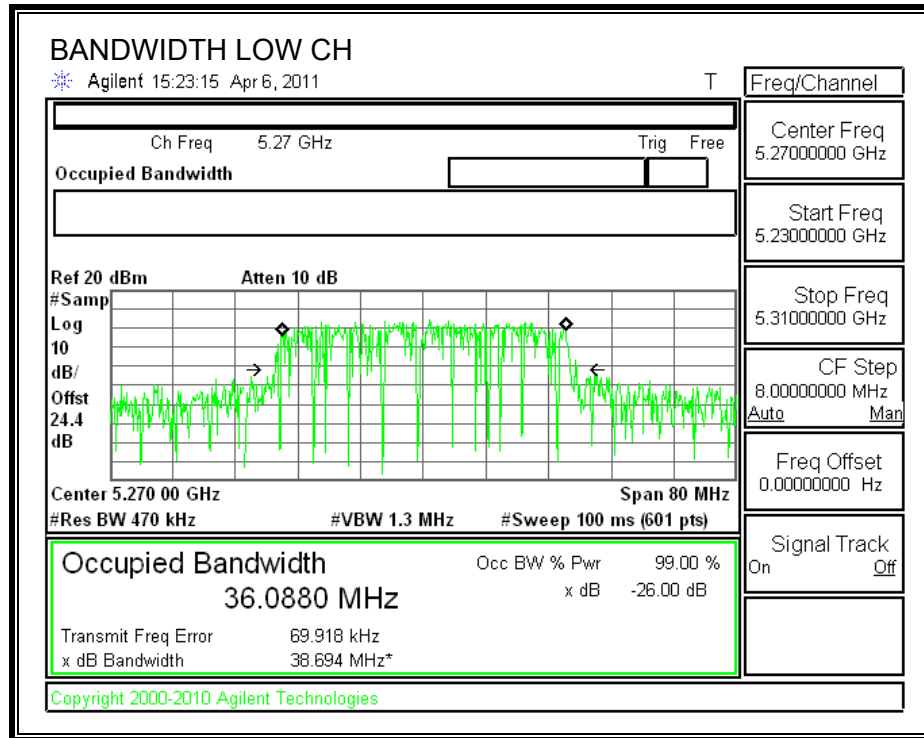 BANDWIDTH LOW CH
Agilent 15:23:15 Apr 6, 2011 T
Freq/Channel
Ch Freq 5.27 GHz Trig Free
Occupied Bandwidth
Center Freq
5.27000000 GHz
Start Freq
5.23000000 GHz
Stop Freq
5.31000000 GHz
CF Step
8.00000000 MHz
Auto Man
Freq Offset
0.00000000 Hz
Signal Track
On Off
Ref 20 dBm Atten 10 dB
#Samp
Log
10
dB/
Offst
24.4
dB
Center 5.270 00 GHz Span 80 MHz
#Res BW 470 kHz #VBW 1.3 MHz #Sweep 100 ms (601 pts)
Occupied Bandwidth Occ BW % Pwr 99.00 %
36.0880 MHz x dB -26.00 dB
Transmit Freq Error 69.918 kHz
x dB Bandwidth 38.694 MHz*
Copyright 2000-2010 Agilent Technologies